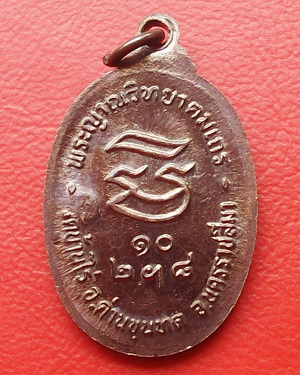 พระญาณวิทยาคมเถร
๑๐
๒๓๘
วัดบ้านไร่ อ.ด่านขุนทด จ.นครราชสีมา